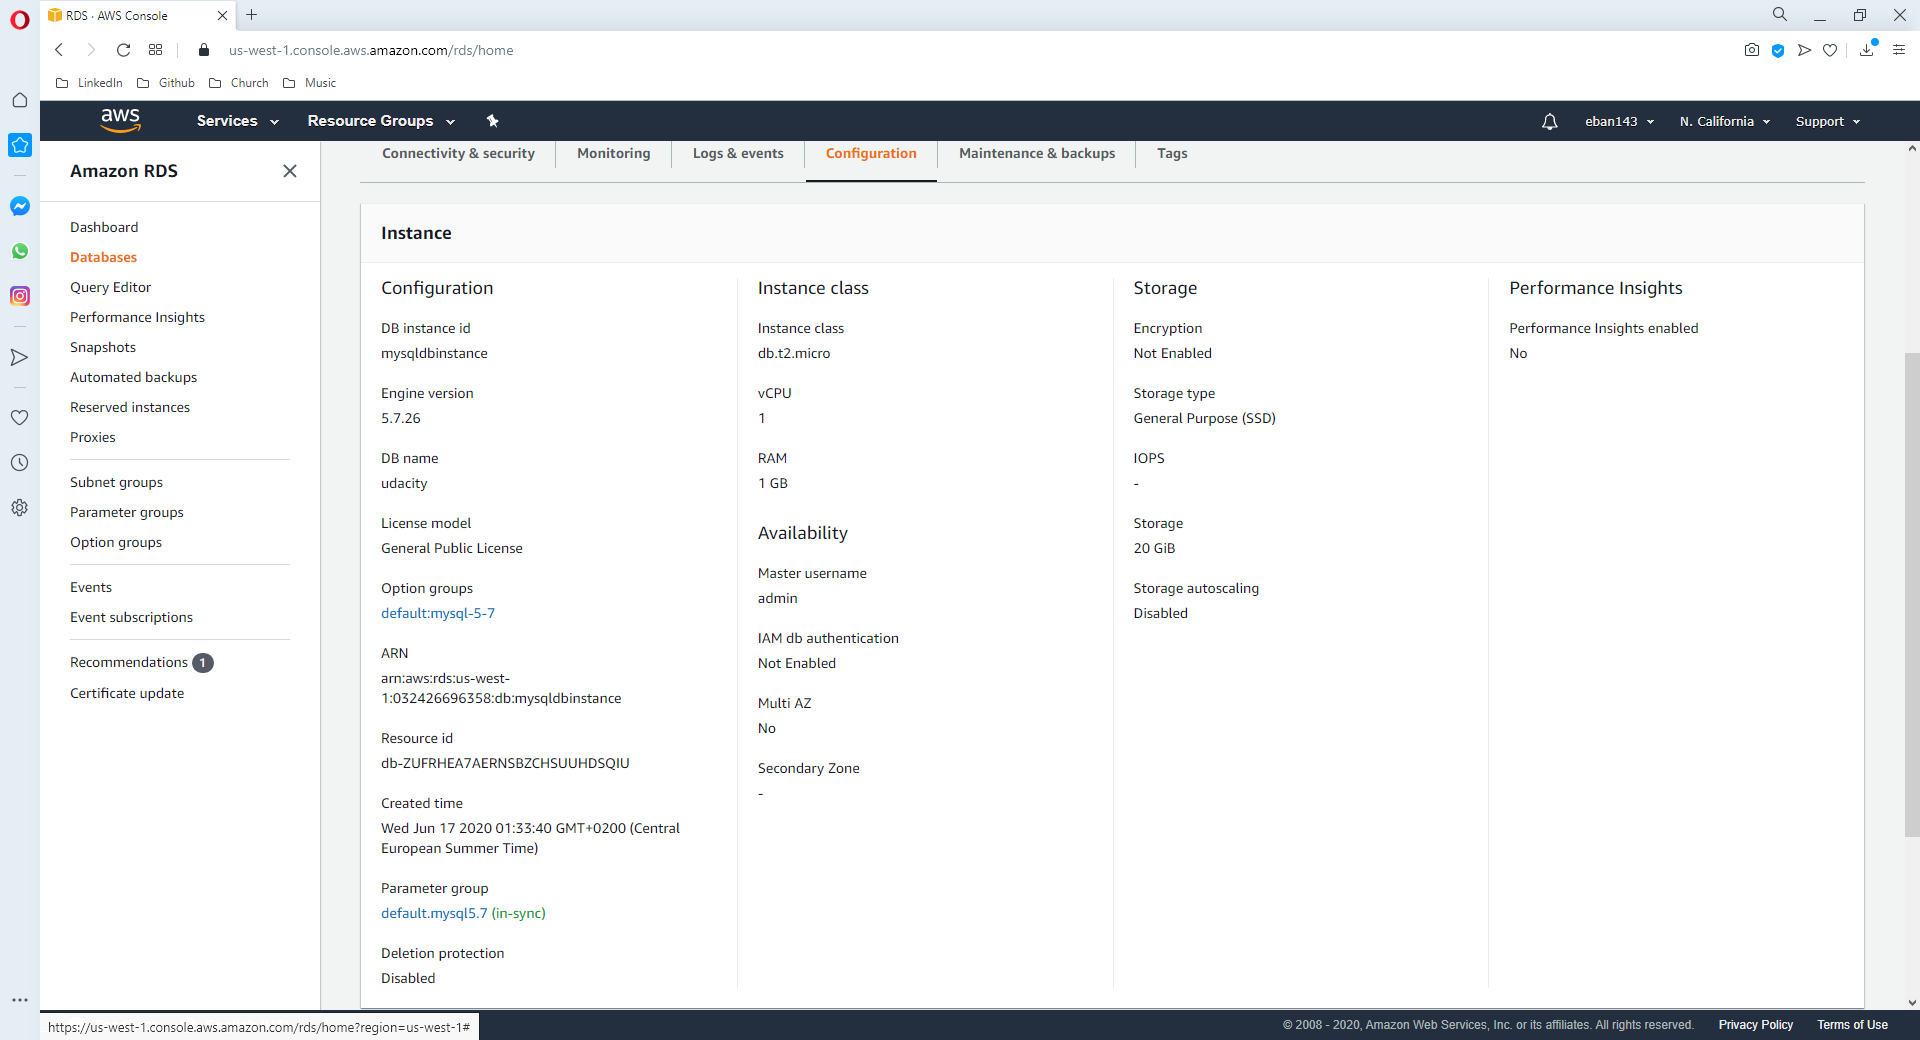 RDS · AWS Console
us-west-1.console.aws.amazon.com/rds/home
LinkedIn Github Church Music
aws Services Resource Groups eban143 N. California Support
Amazon RDS
Dashboard
Databases
Query Editor
Performance Insights
Snapshots
Automated backups
Reserved instances
Proxies
Subnet groups
Parameter groups
Option groups
Events
Event subscriptions
Recommendations 1
Certificate update
Connectivity & security Monitoring Logs & events Configuration Maintenance & backups Tags
Instance
Configuration
DB instance id
mysqldbinstance
Engine version
5.7.26
DB name
udacity
License model
General Public License
Option groups
default:mysql-5-7
ARN
arn:aws:rds:us-west-
1:032426696358:db:mysqldbinstance
Resource id
db-ZUFRHEA7AERNSBZCHSUUHDSQIU
Created time
Wed Jun 17 2020 01:33:40 GMT+0200 (Central
European Summer Time)
Parameter group
default.mysql5.7 (in-sync)
Deletion protection
Disabled
Instance class
Instance class
db.t2.micro
vCPU
1
RAM
1 GB
Availability
Master username
admin
IAM db authentication
Not Enabled
Multi AZ
No
Secondary Zone
-
Storage
Encryption
Not Enabled
Storage type
General Purpose (SSD)
IOPS
-
Storage
20 GiB
Storage autoscaling
Disabled
Performance Insights
Performance Insights enabled
No
https://us-west-1.console.aws.amazon.com/rds/home?region=us-west-1#
© 2008 - 2020, Amazon Web Services, Inc. or its affiliates. All rights reserved. Privacy Policy Terms of Use